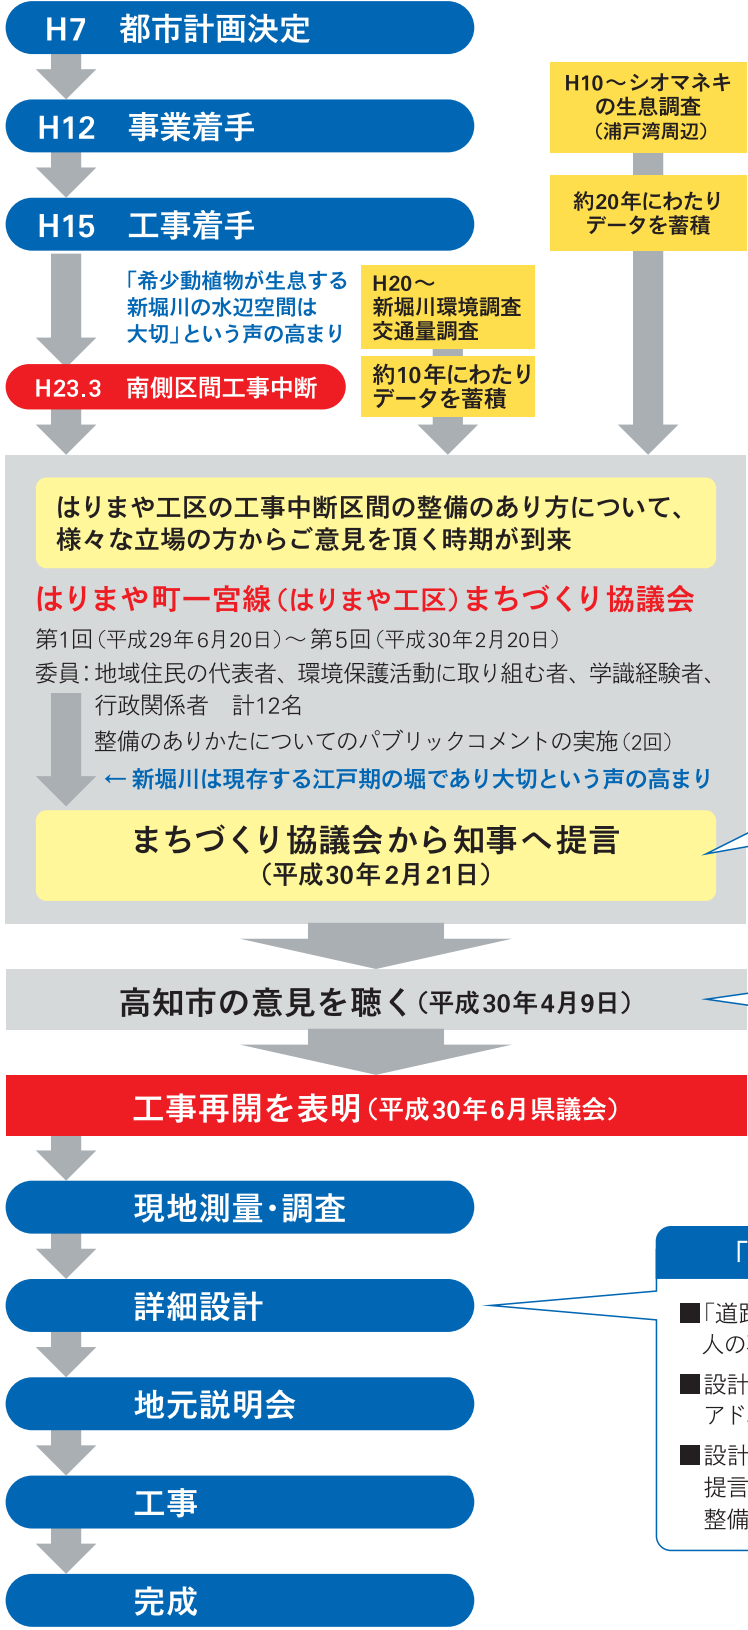 H7 都市計画決定
H12 事業着手
H15 工事着手
H10～シオマネキ
の生息調査
（浦戸湾周辺）
約20年にわたり
データを蓄積
「希少動植物が生息する
新堀川の水辺空間は
大切」という声の高まり
H20～
新堀川環境調査
交通量調査
約10年にわたり
データを蓄積
H23.3 南側区間工事中断
はりまや工区の工事中断区間の整備のあり方について、
様々な立場の方からご意見を頂く時期が到来
はりまや町一宮線（はりまや工区）まちづくり協議会
第1回（平成29年6月20日）～第5回（平成30年2月20日）
委員：地域住民の代表者、環境保護活動に取り組む者、学識経験者、
行政関係者 計12名
整備のありかたについてのパブリックコメントの実施（2回）
←新堀川は現存する江戸期の堀であり大切という声の高まり
まちづくり協議会から知事へ提言
（平成30年2月21日）
高知市の意見を聴く（平成30年4月9日）
工事再開を表明（平成30年6月県議会）
現地測量・調査
詳細設計
地元説明会
工事
完成
「
■「道
人の
■設計
アド
■設計
提言
整備